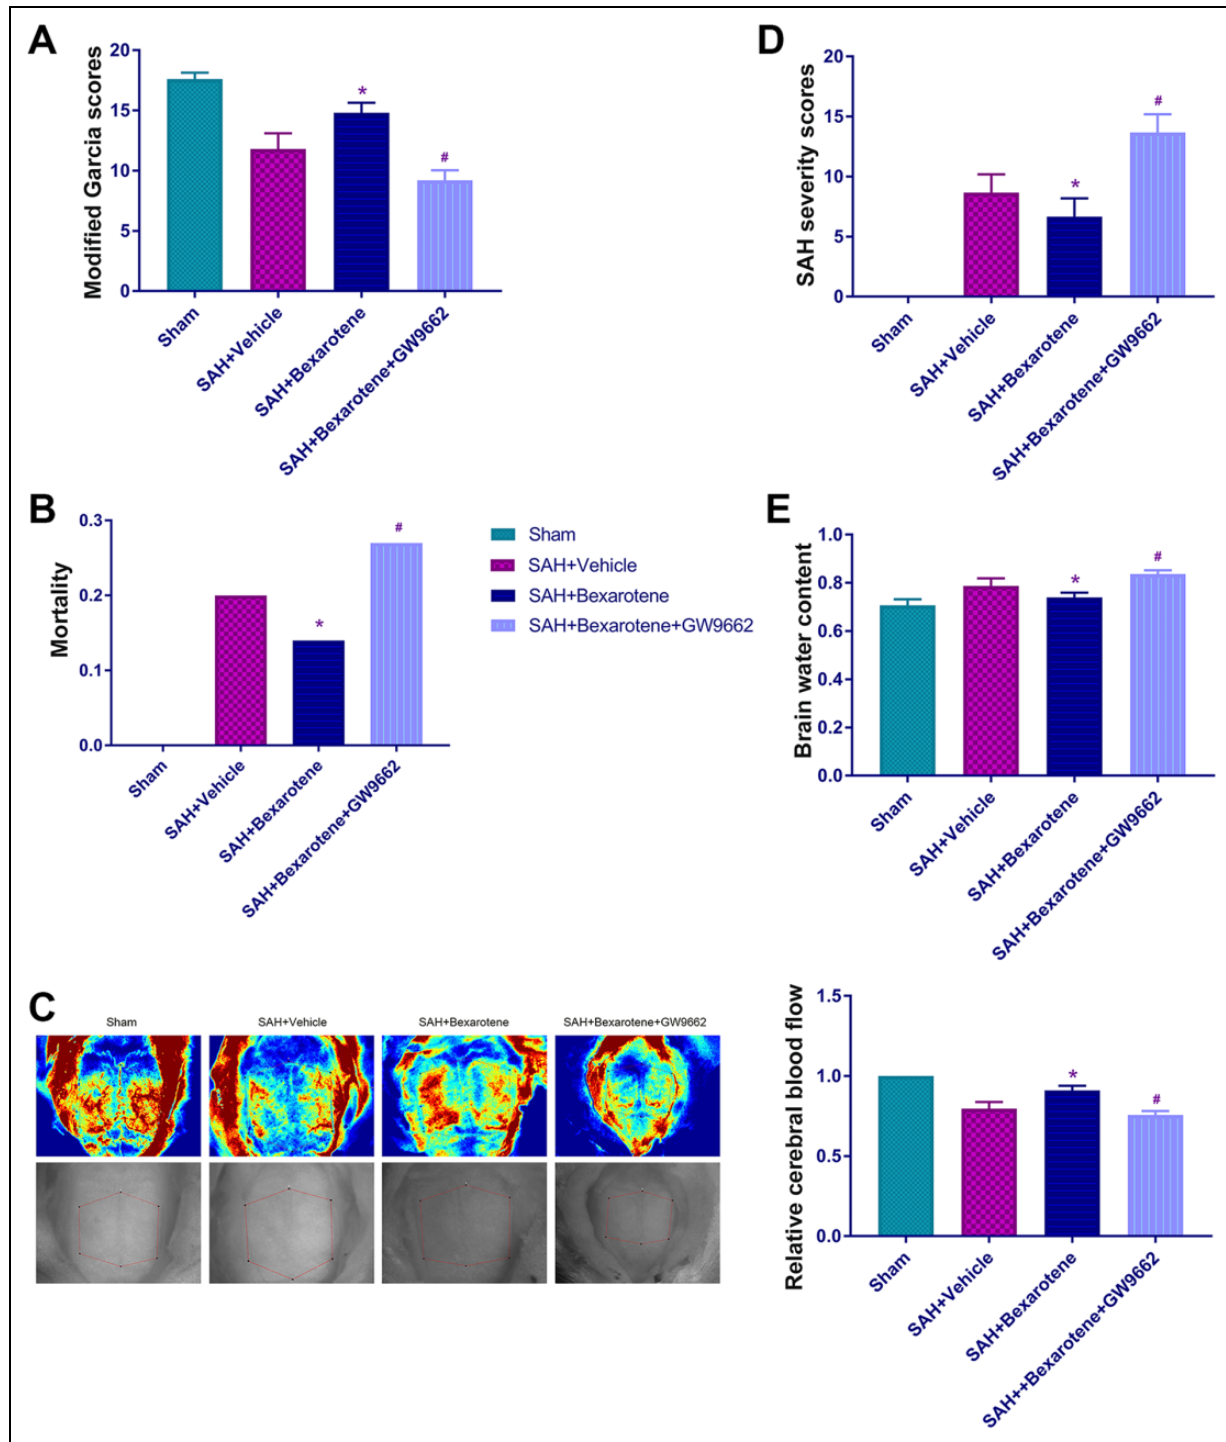 A
Modified Garcia scores
20
15
10
5
0
*
#
Sham
SAH+Vehicle
SAH+Bexarotene
SAH+Bexarotene+GW9662
D
SAH severity scores
20
15
10
5
0
*
#
Sham
SAH+Vehicle
SAH+Bexarotene
SAH+Bexarotene+GW9662
B
Mortality
0.3
0.2
0.1
0.0
*
#
Sham
SAH+Vehicle
SAH+Bexarotene
SAH+Bexarotene+GW9662
Sham
SAH+Vehicle
SAH+Bexarotene
SAH+Bexarotene+GW9662
E
Brain water content
1.0
0.8
0.6
0.4
0.2
0.0
*
#
Sham
SAH+Vehicle
SAH+Bexarotene
SAH+Bexarotene+GW9662
C
Sham
SAH+Vehicle
SAH+Bexarotene
SAH+Bexarotene+GW9662
Relative cerebral blood flow
1.5
1.0
0.5
0.0
*
#
Sham
SAH+Vehicle
SAH+Bexarotene
SAH++Bexarotene+GW9662